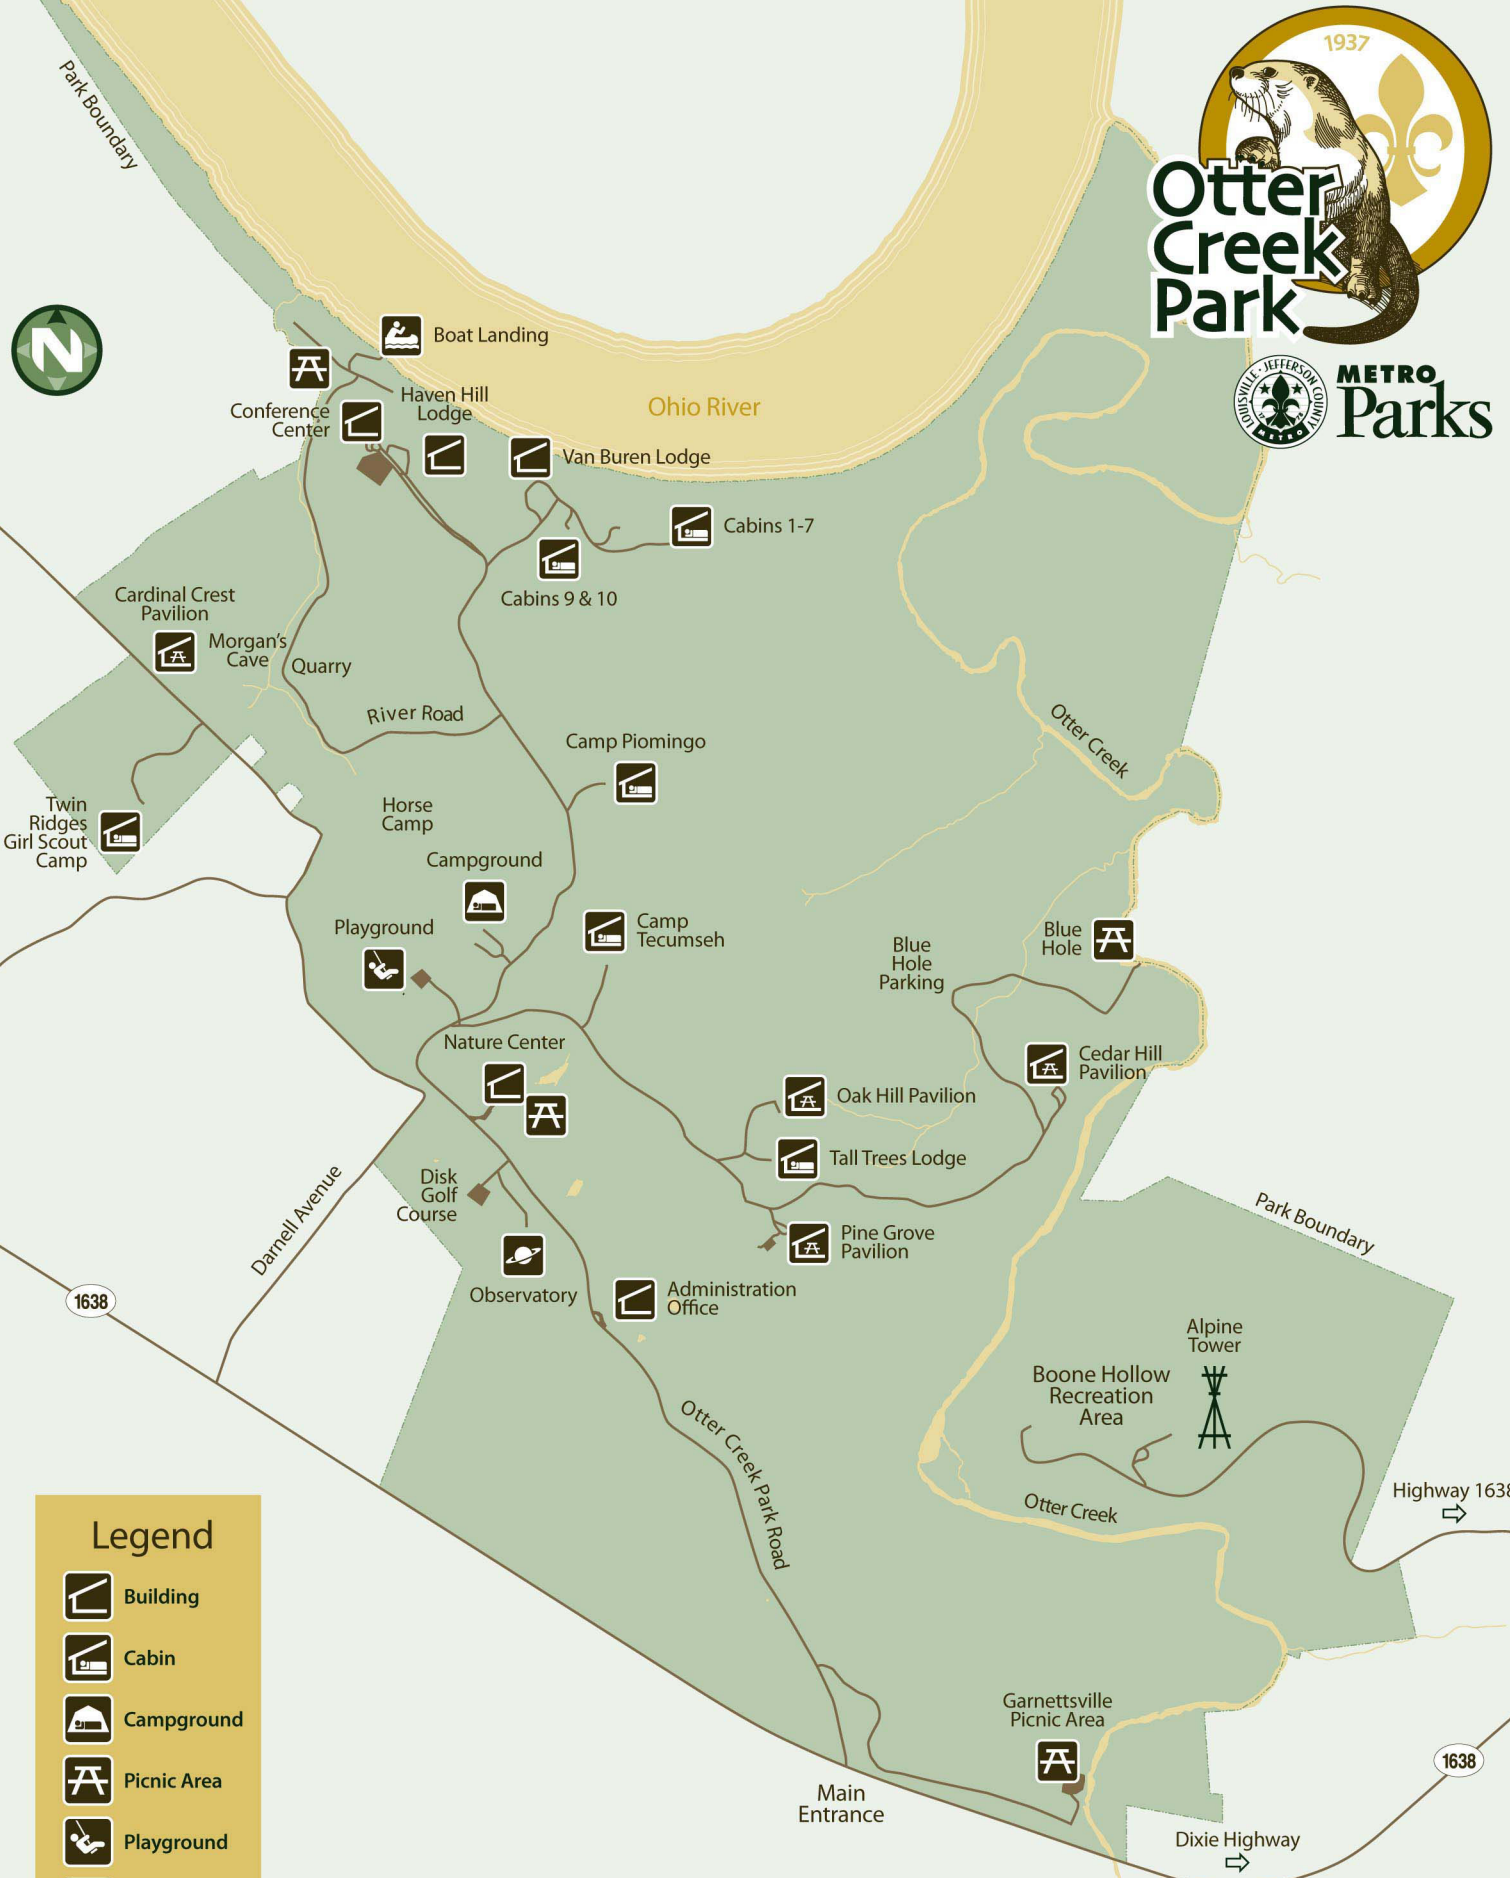 1937
Otter
Creek
Park
LOUISVILLE · JEFFERSON COUNTY
METRO
METRO
Parks
Park Boundary
N
Boat Landing
Haven Hill
Lodge
Conference
Center
Ohio River
Van Buren Lodge
Cabins 1-7
Cabins 9 & 10
Cardinal Crest
Pavilion
Morgan's
Cave
Quarry
River Road
Otter Creek
Camp Piomingo
Twin
Ridges
Girl Scout
Camp
Horse
Camp
Campground
Playground
Camp
Tecumseh
Blue
Hole
Parking
Blue
Hole
Nature Center
Cedar Hill
Pavilion
Oak Hill Pavilion
Tall Trees Lodge
Disk
Golf
Course
Darnell Avenue
Park Boundary
Pine Grove
Pavilion
Observatory
Administration
Office
1638
Alpine
Tower
Boone Hollow
Recreation
Area
Otter Creek Park Road
Highway 1638
Otter Creek
Legend
Building
Cabin
Campground
Picnic Area
Playground
Garnettsville
Picnic Area
1638
Main
Entrance
Dixie Highway